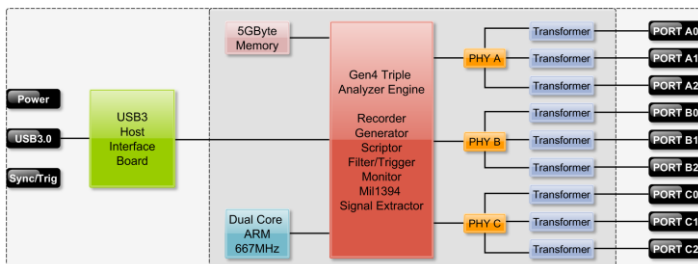 Power
USB3.0
Sync/Trig
USB3
Host
Interface
Board
5GByte
Memory
Dual Core
ARM
667MHz
Gen4 Triple
Analyzer Engine
Recorder
Generator
Scriptor
Filter/Trigger
Monitor
Mil1394
Signal Extractor
PHY A
PHY B
PHY C
Transformer
Transformer
Transformer
Transformer
Transformer
Transformer
Transformer
Transformer
Transformer
PORT A0
PORT A1
PORT A2
PORT B0
PORT B1
PORT B2
PORT C0
PORT C1
PORT C2